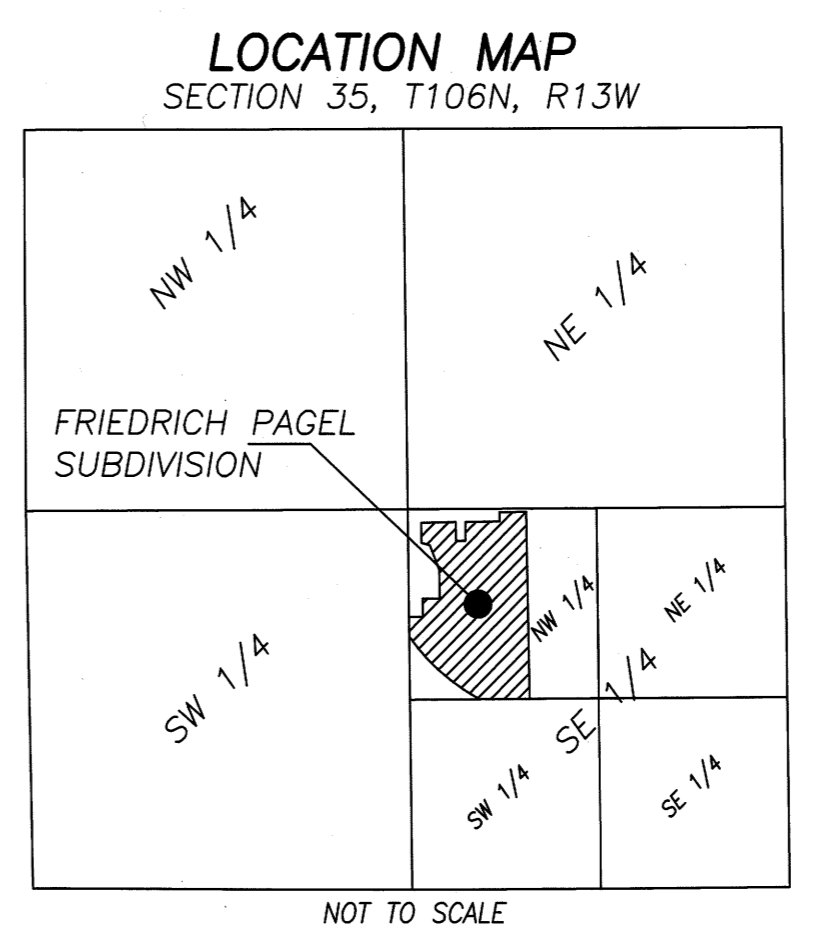 LOCATION MAP
SECTION 35, T106N, R13W
NW 1/4
NE 1/4
FRIEDRICH PAGEL
SUBDIVISION
NW 1/4
NE 1/4
SW 1/4
SE 1/4
SW 1/4
SE 1/4
NOT TO SCALE